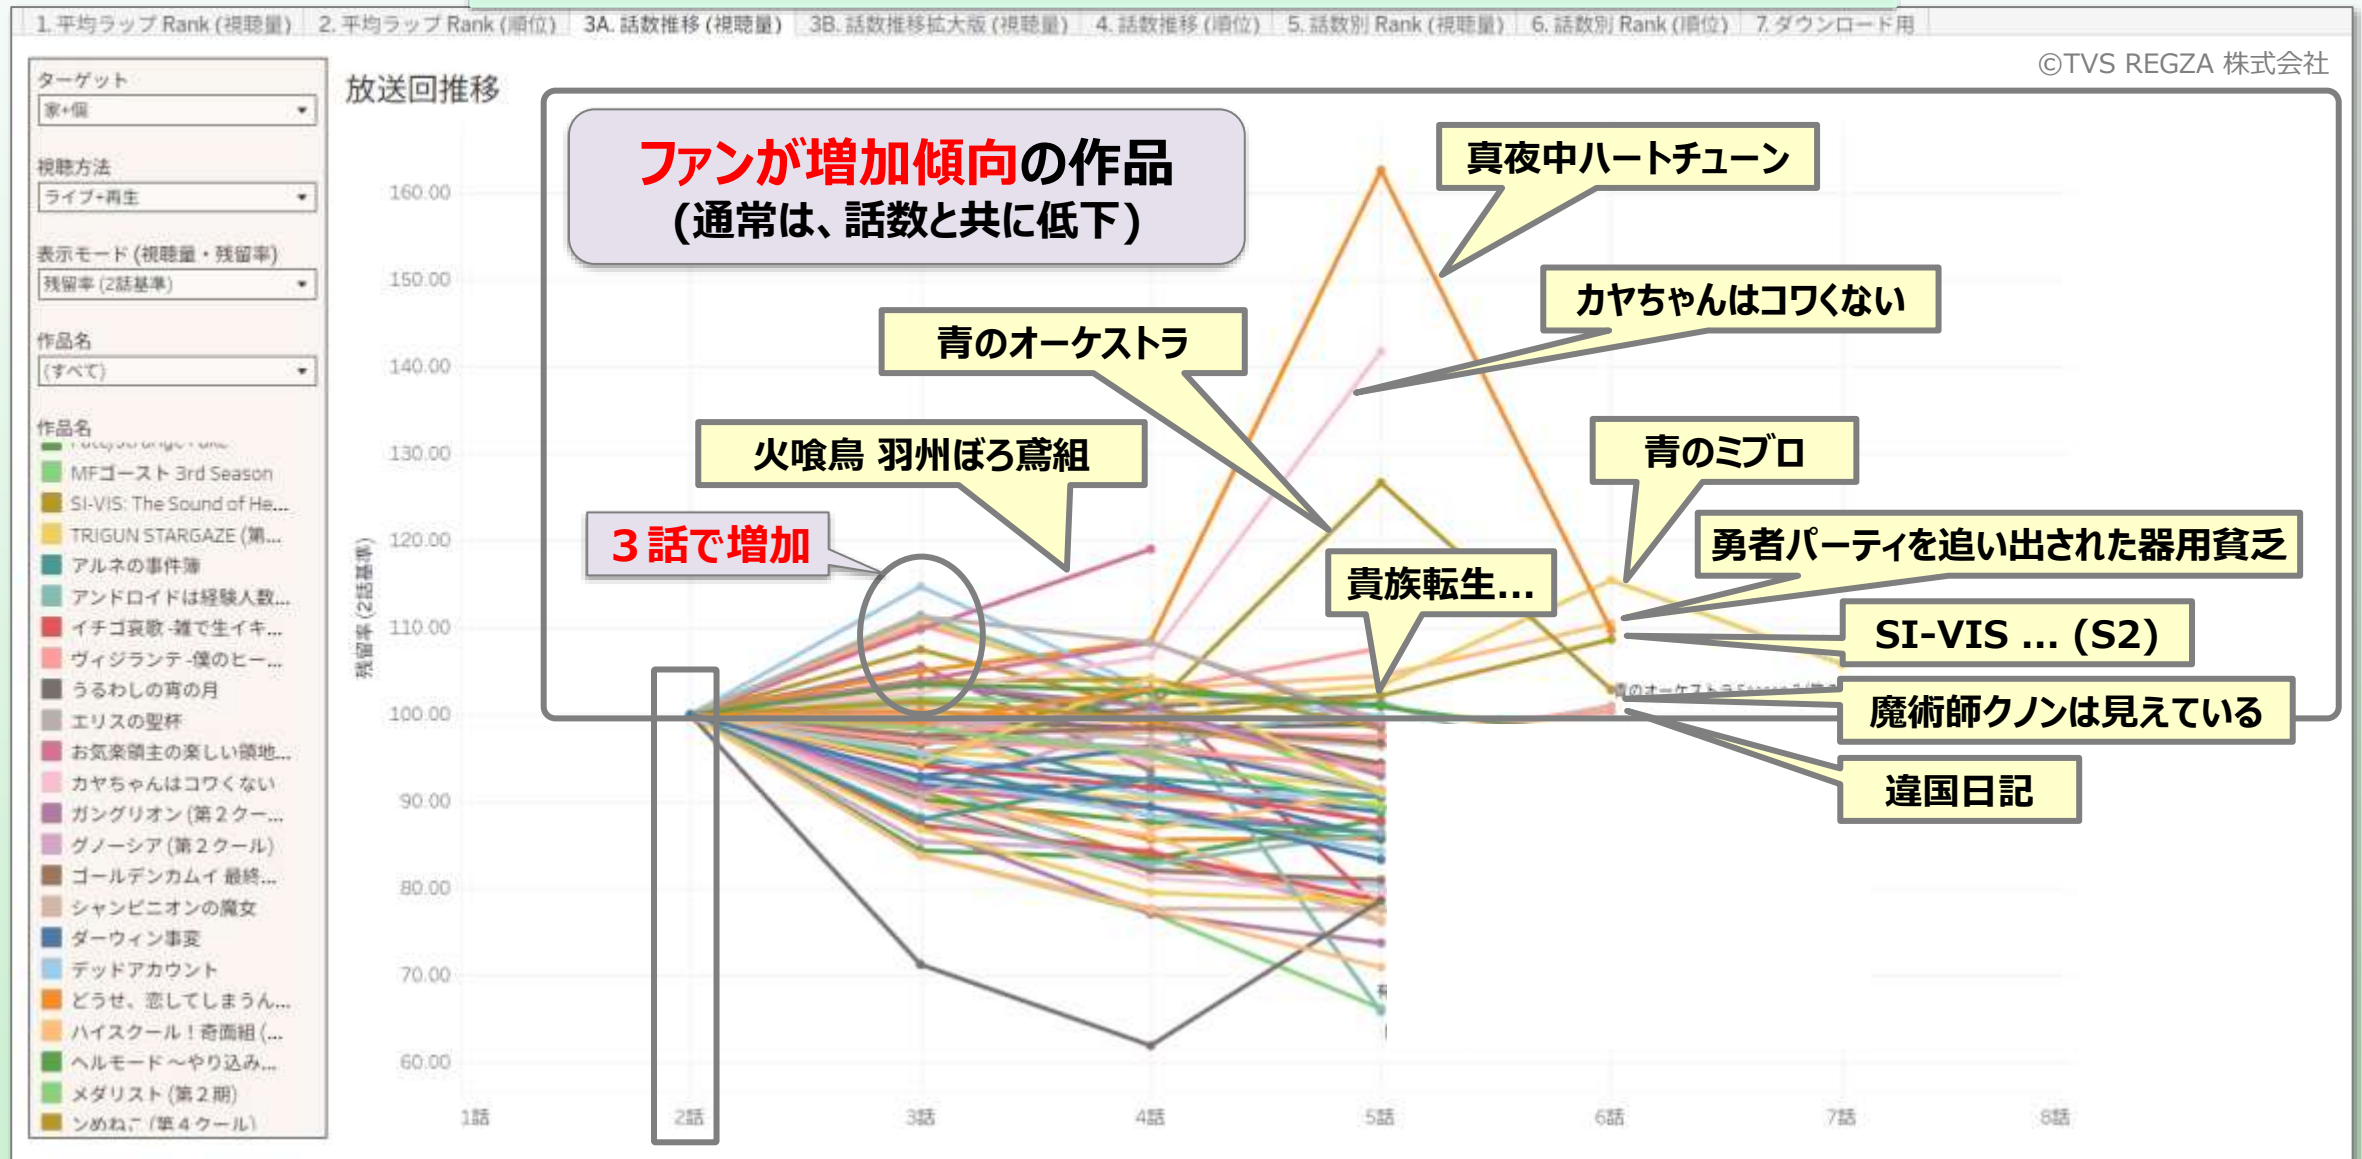 1. 平均ラップ Rank (視聴量) 2. 平均ラップ Rank (順位) 3A. 話数推移 (視聴量) 3B. 話数推移拡大版 (視聴量) 4. 話数推移 (順位) 5. 話数別 Rank (視聴量) 6. 話数別 Rank (順位) 7. ダウンロード用
©TVS REGZA 株式会社
ターゲット
家+個
視聴方法
ライブ+再生
表示モード (視聴量・残留率)
残留率 (2話基準)
作品名
(すべて)
作品名
MFゴースト 3rd Season
SI-VIS: The Sound of He...
TRIGUN STARGAZE (第...
アルネの事件簿
アンドロイドは経験人数...
イチゴ哀歌 -雑で生イキ...
ヴィジランテ -僕のヒー...
うるわしの宵の月
エリスの聖杯
お気楽領主の楽しい領地...
カヤちゃんはコワくない
ガングリオン (第2クー...
グノーシア (第2クール)
ゴールデンカムイ 最終...
シャンピニオンの魔女
ダーウィン事変
デッドアカウント
どうせ、恋してしまうん...
ハイスクール！奇面組 (...
ヘルモード ～やり込み...
メダリスト (第2期)
放送回推移
ファンが増加傾向の作品
(通常は、話数と共に低下)
真夜中ハートチューン
カヤちゃんはコワくない
青のオーケストラ
火喰鳥 羽州ぼろ鳶組
青のミブロ
3話で増加
勇者パーティを追い出された器用貧乏
貴族転生...
SI-VIS ... (S2)
魔術師クノンは見えている
違国日記
残留率 (2話基準)
160.00
150.00
140.00
130.00
120.00
110.00
100.00
90.00
80.00
70.00
60.00
1話 2話 3話 4話 5話 6話 7話 8話